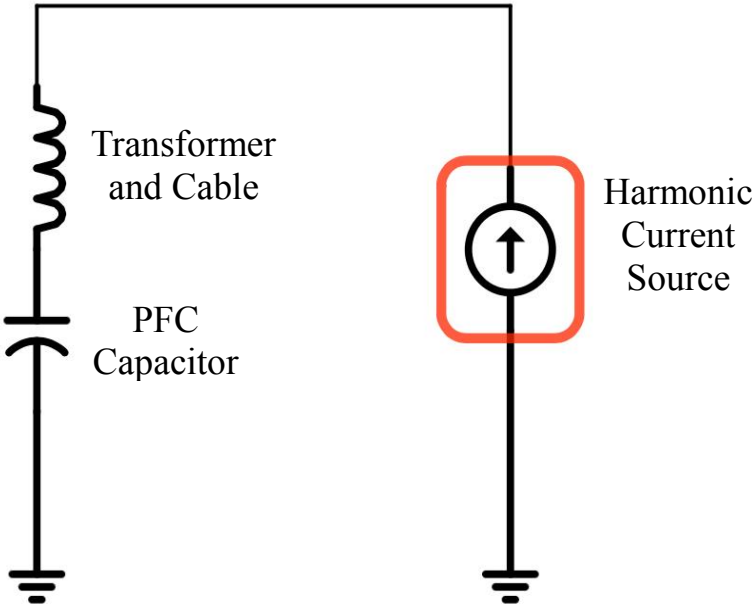 Transformer
and Cable
PFC
Capacitor
Harmonic
Current
Source